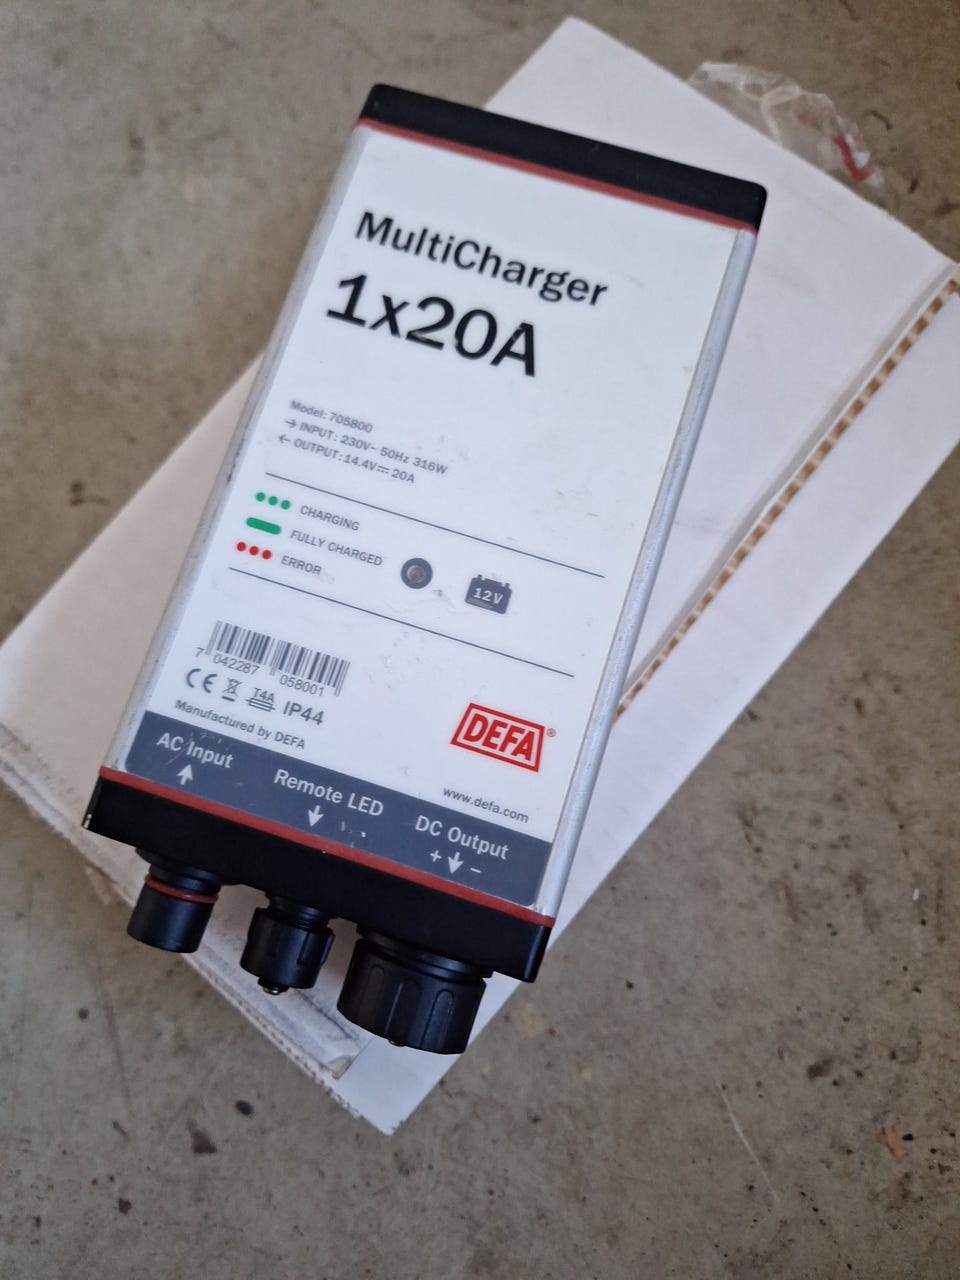 MultiCharger
1x20A
Model: 705800
→ INPUT: 230V~ 50Hz 316W
← OUTPUT: 14.4V⎓ 20A
CHARGING
FULLY CHARGED
ERROR
12V
7 042287 058001
CE T4A IP44
Manufactured by DEFA
DEFA®
www.defa.com
AC Input
Remote LED
DC Output
+ −